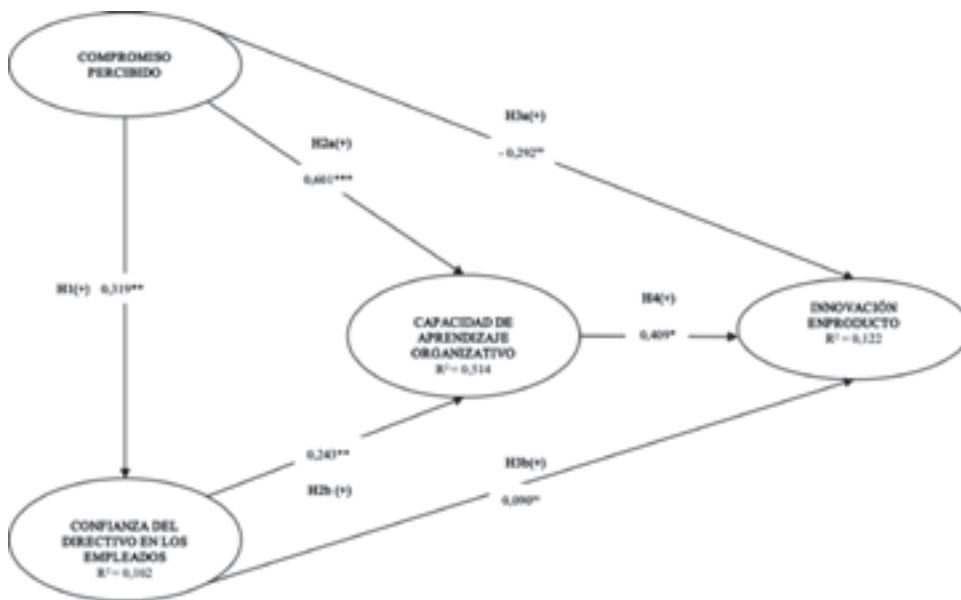 COMPROMISO
PERCIBIDO
H3a(+)
- 0,292**
H2a(+)
0,601***
H1(+) 0,319**
CAPACIDAD DE
APRENDIZAJE
ORGANIZATIVO
R² = 0,514
H4(+)
0,409*
INNOVACIÓN
ENPRODUCTO
R² = 0,122
0,243**
H2b (+)
H3b(+)
0,090
CONFIANZA DEL
DIRECTIVO EN LOS
EMPLEADOS
R² = 0,102